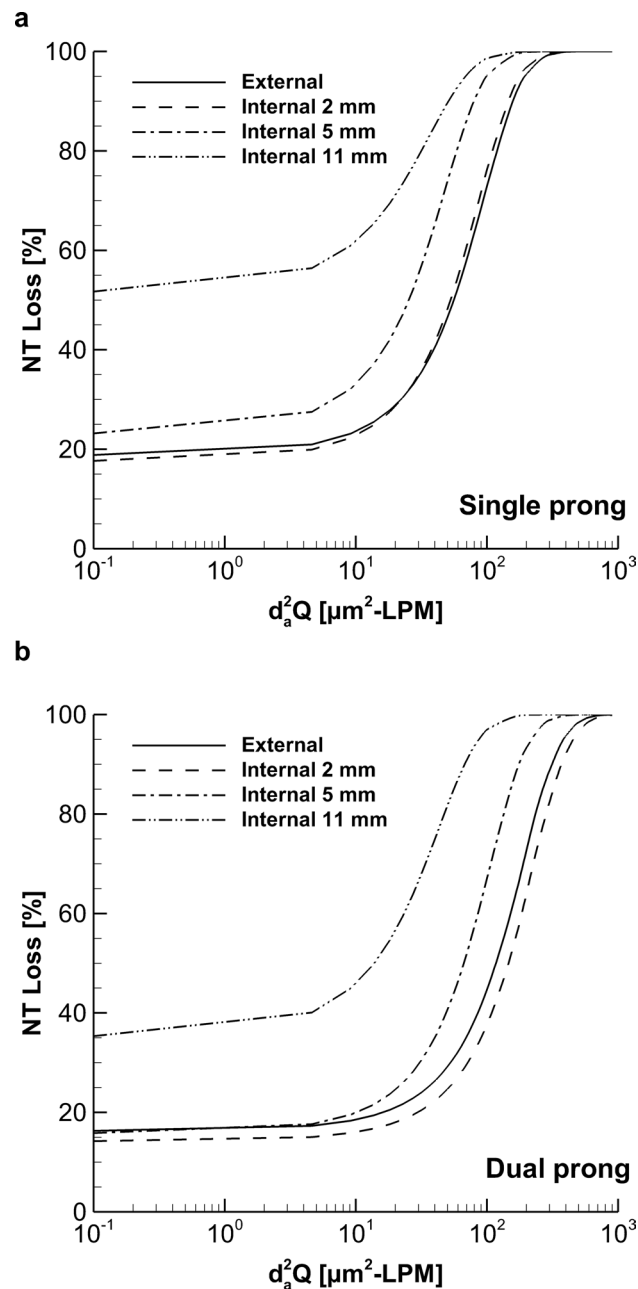 a
100
80
60
40
20
0
NT Loss [%]
External
Internal 2 mm
Internal 5 mm
Internal 11 mm
Single prong
10⁻¹ 10⁰ 10¹ 10² 10³
dₐ²Q [µm²-LPM]
b
100
80
60
40
20
0
NT Loss [%]
External
Internal 2 mm
Internal 5 mm
Internal 11 mm
Dual prong
10⁻¹ 10⁰ 10¹ 10² 10³
dₐ²Q [µm²-LPM]